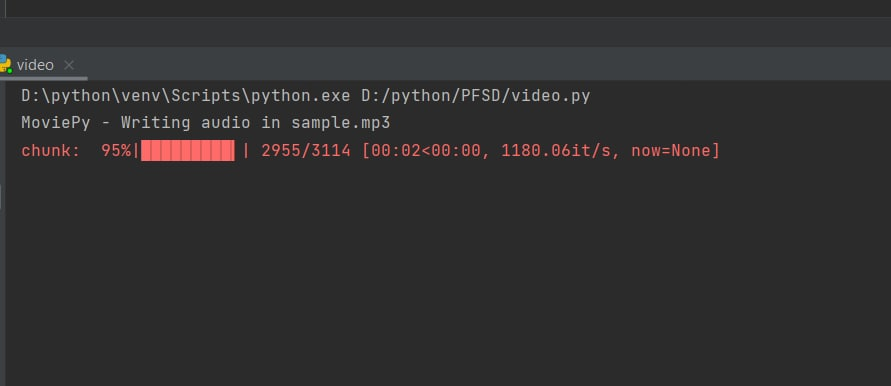 video
D:\python\venv\Scripts\python.exe D:/python/PFSD/video.py
MoviePy - Writing audio in sample.mp3
chunk:  95%|██████████| 2955/3114 [00:02<00:00, 1180.06it/s, now=None]